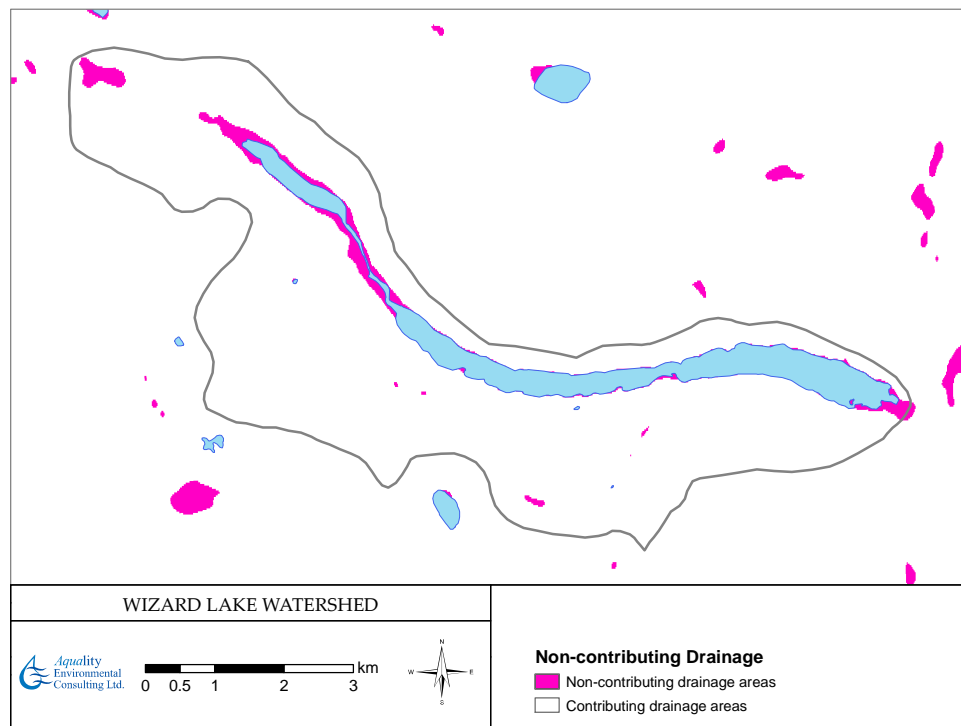 WIZARD LAKE WATERSHED
Aquality
Environmental
Consulting Ltd.
km
0 0.5 1 2 3
N
W E
S
Non-contributing Drainage
Non-contributing drainage areas
Contributing drainage areas